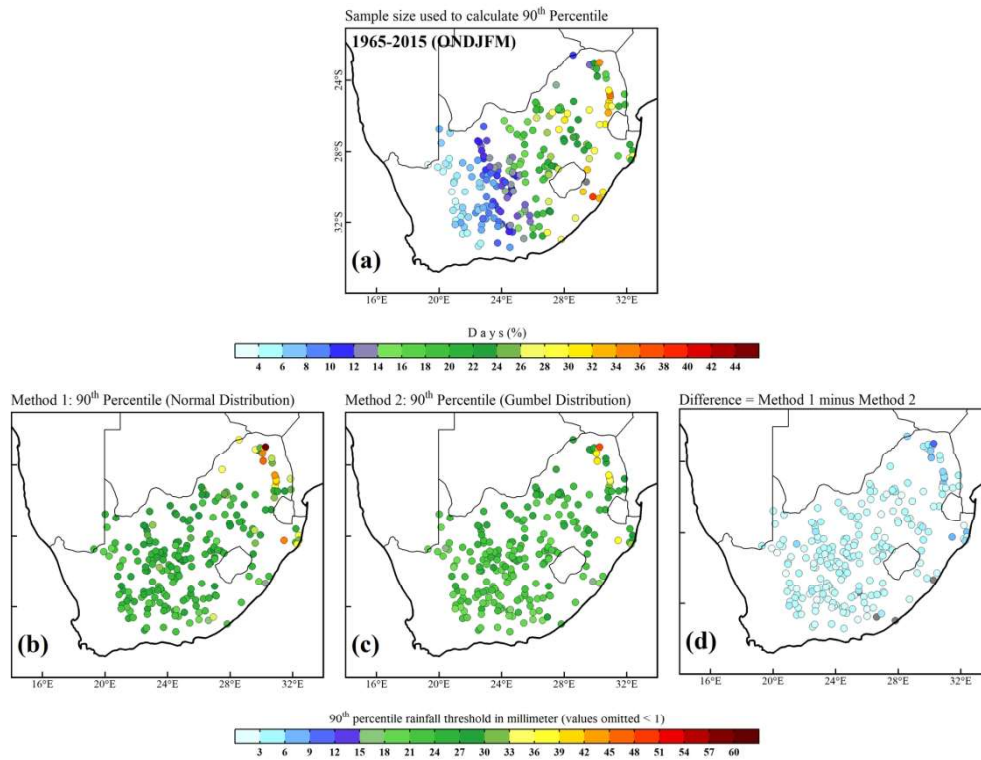 Sample size used to calculate 90th Percentile
1965-2015 (ONDJFM)
24°S
28°S
32°S
(a)
16°E 20°E 24°E 28°E 32°E
D a y s (%)
4 6 8 10 12 14 16 18 20 22 24 26 28 30 32 34 36 38 40 42 44
Method 1: 90th Percentile (Normal Distribution)
Method 2: 90th Percentile (Gumbel Distribution)
Difference = Method 1 minus Method 2
(b)
(c)
(d)
16°E 20°E 24°E 28°E 32°E
16°E 20°E 24°E 28°E 32°E
16°E 20°E 24°E 28°E 32°E
90th percentile rainfall threshold in millimeter (values omitted < 1)
3 6 9 12 15 18 21 24 27 30 33 36 39 42 45 48 51 54 57 60